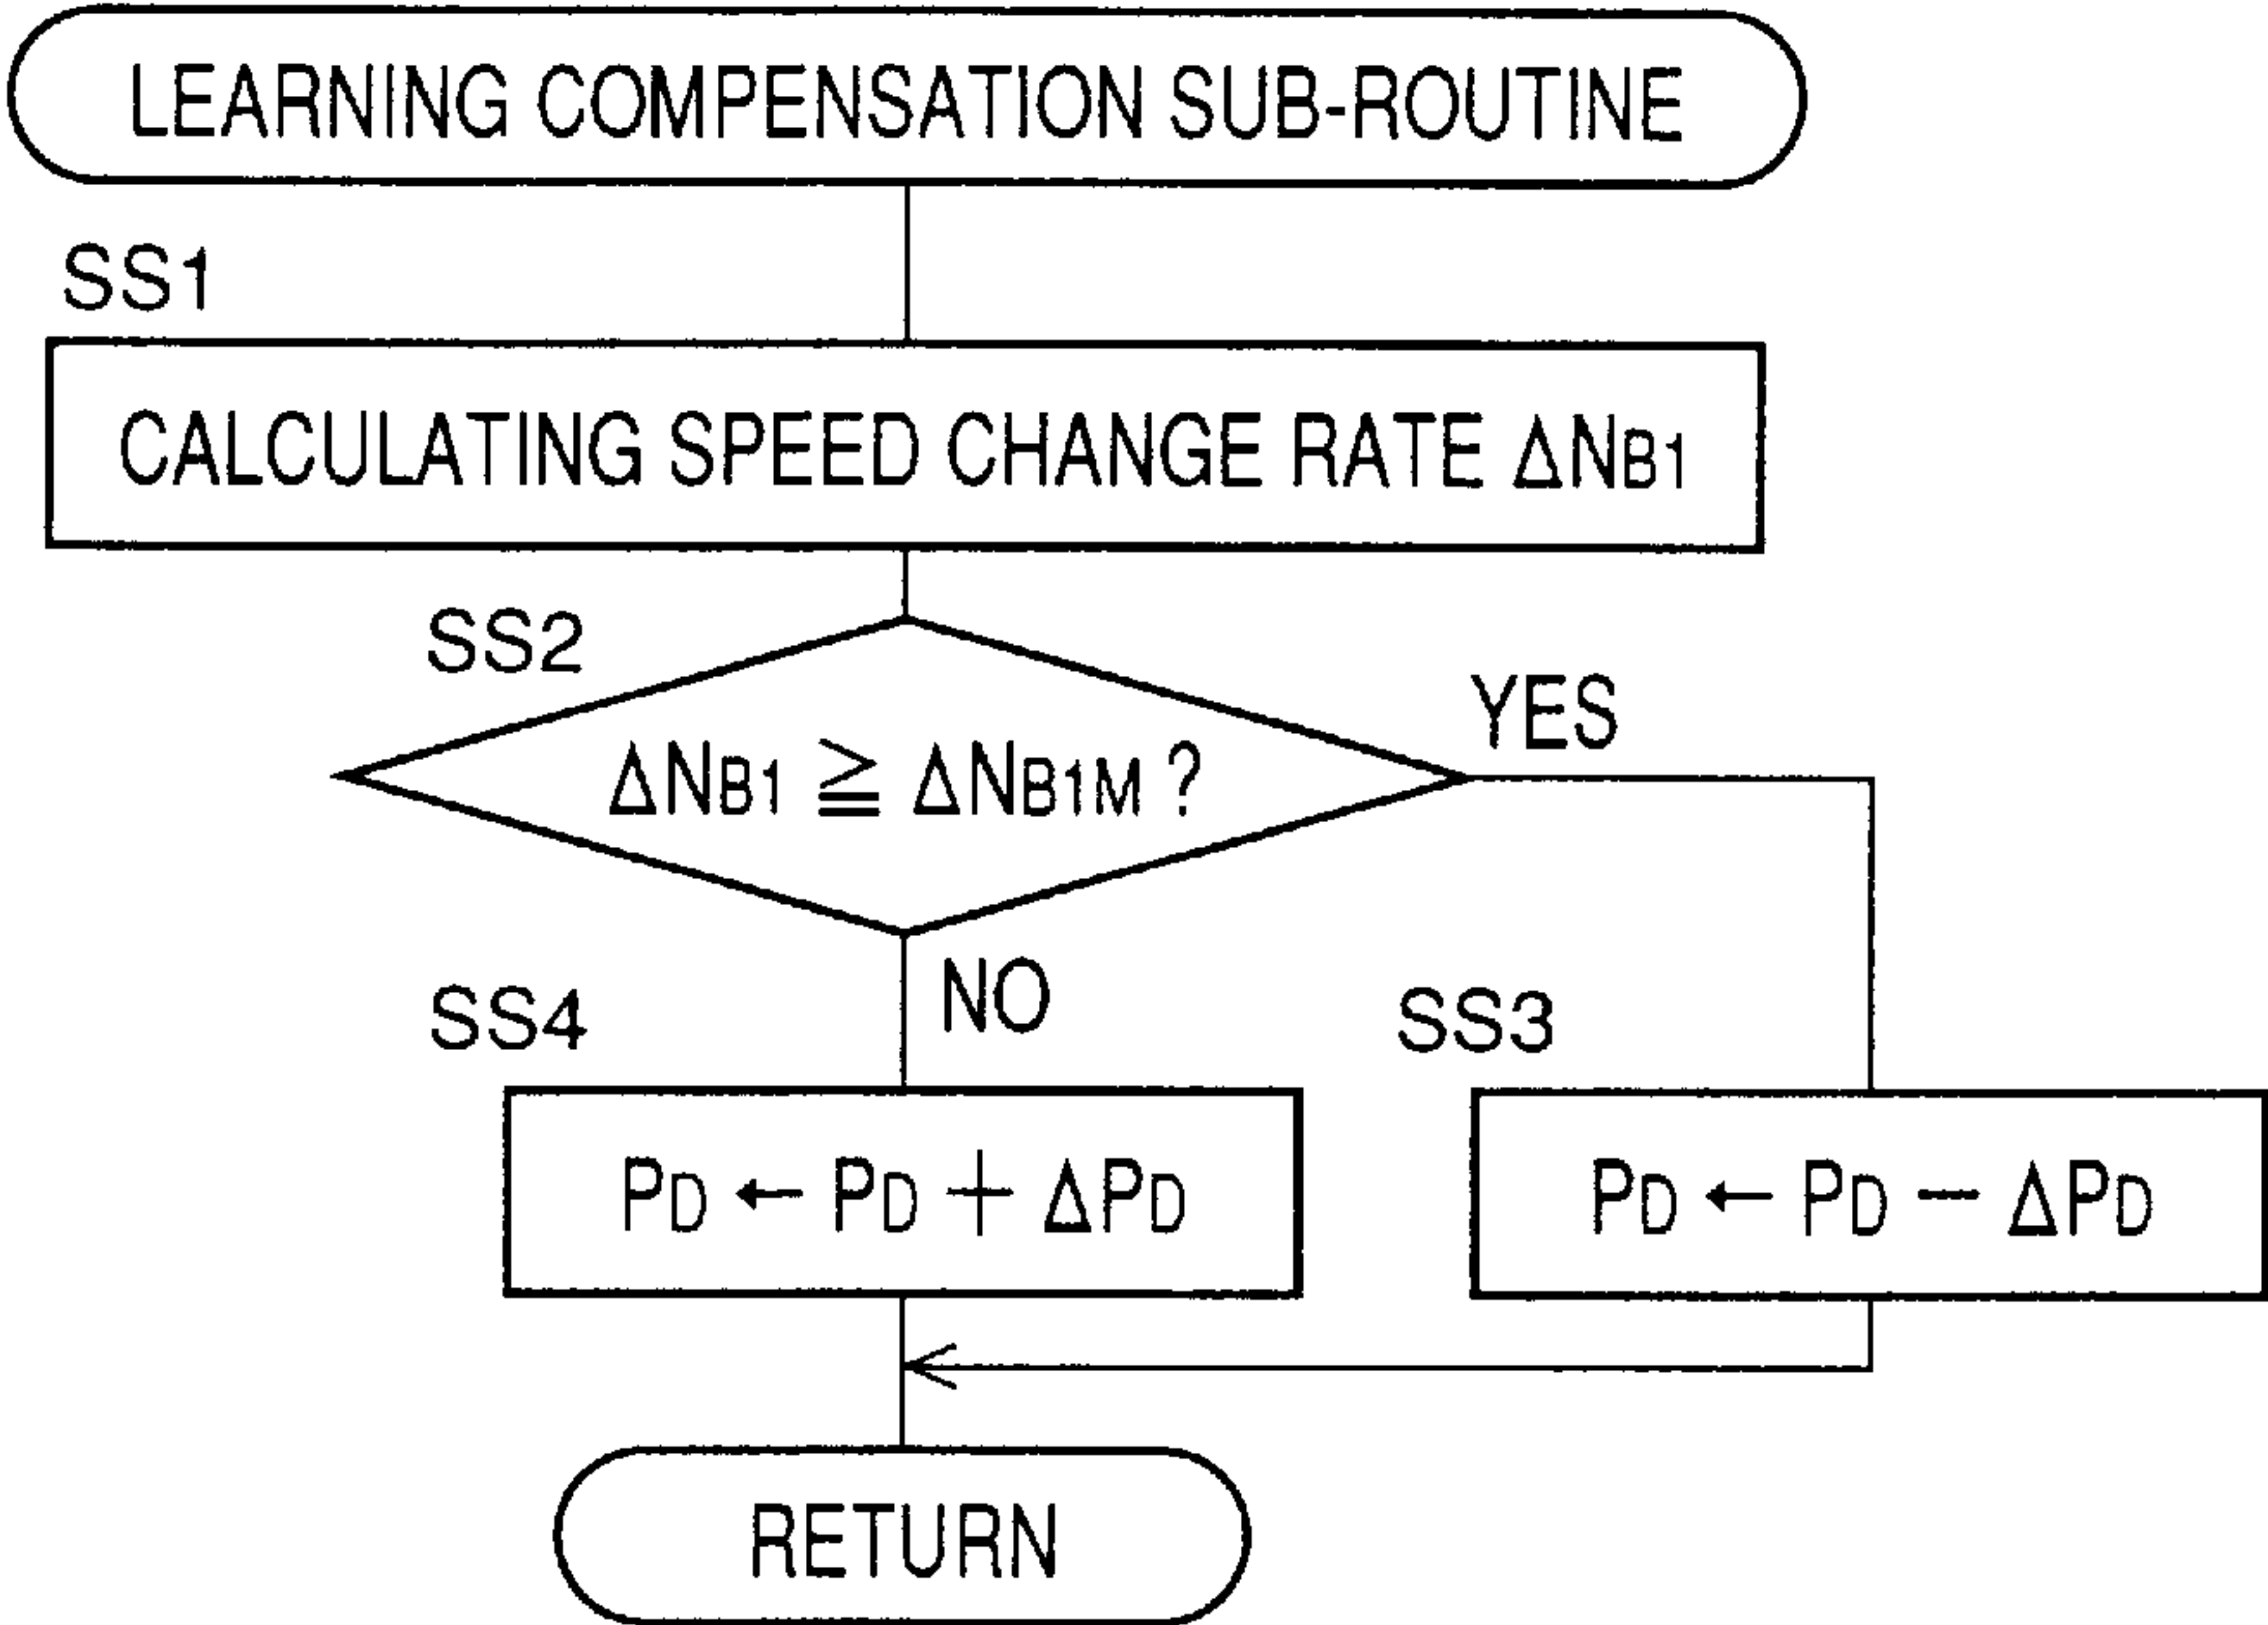 LEARNING COMPENSATION SUB-ROUTINE
SS1
CALCULATING SPEED CHANGE RATE ΔNB1
SS2
ΔNB1 ≧ ΔNB1M ?
YES
NO
SS4
SS3
PD ← PD + ΔPD
PD ← PD − ΔPD
RETURN